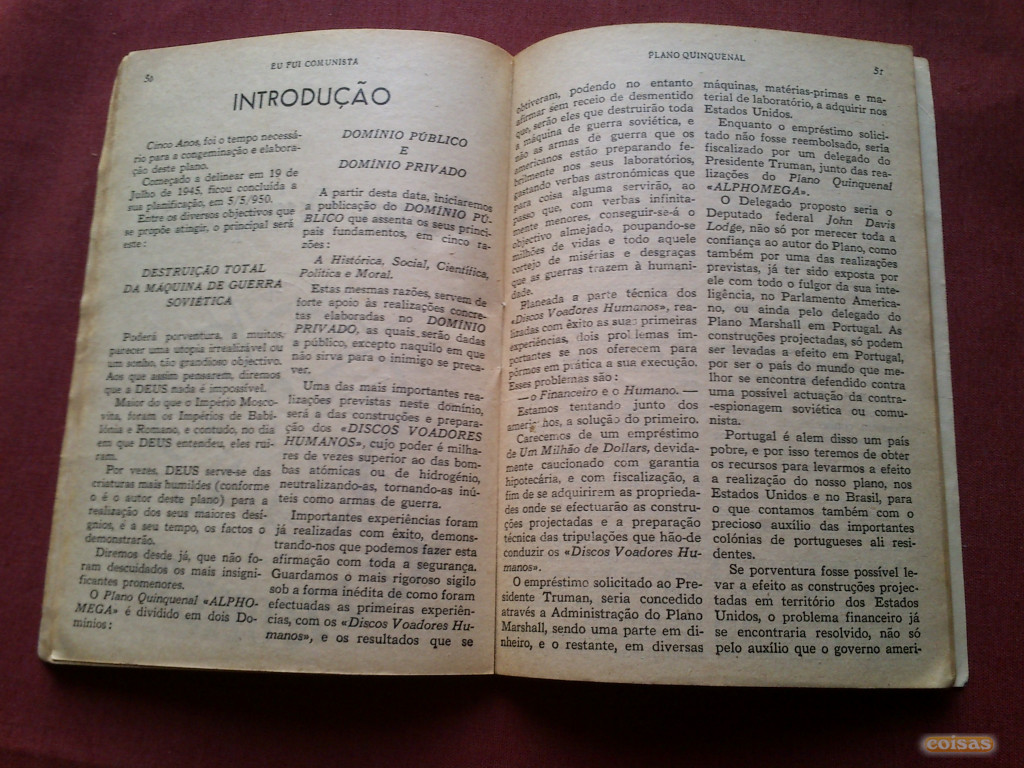 50
EU FUI COMUNISTA
INTRODUÇÃO
Cinco Anos, foi o tempo necessá-
rio para a congeminação e elabora-
ção deste plano.
Começado a delinear em 19 de
Julho de 1945, ficou concluída a
sua planificação, em 5/5/950.
Entre os diversos objectivos que
se propõe atingir, o principal será
este :
DESTRUIÇÃO TOTAL
DA MÁQUINA DE GUERRA
SOVIÉTICA
Poderá porventura, a muitos,
parecer uma utopia irrealizável ou
um sonho, tão grandioso objectivo.
Aos que assim pensarem, diremos
que a DEUS nada é impossível.
Maior do que o Império Mosco-
vita, foram os Impérios de Babi-
lónia e Romano, e contudo, no dia
em que DEUS entendeu, eles ruí-
ram.
Por vezes, DEUS serve-se das
criaturas mais humildes (conforme
o é o autor deste plano) para a
realização dos seus maiores desí-
gnios, e a seu tempo, os factos o
demonstrarão.
Diremos desde já, que não fo-
ram descuidados os mais insigni-
ficantes promenores.
O Plano Quinquenal «ALPHO-
MEGA» é dividido em dois Do-
mínios :
DOMÍNIO PÚBLICO
E
DOMÍNIO PRIVADO
A partir desta data, iniciaremos
a publicação do DOMÍNIO PÚ-
BLICO que assenta os seus princi-
pais fundamentos, em cinco ra-
zões :
A Histórica, Social, Científica,
Política e Moral.
Estas mesmas razões, servem de
forte apoio às realizações concre-
tas elaboradas no DOMÍNIO
PRIVADO, as quais serão dadas
a público, excepto naquilo em que
não sirva para o inimigo se preca-
ver.
Uma das mais importantes rea-
lizações previstas neste domínio,
será a das construções e prepara-
ção dos «DISCOS VOADORES
HUMANOS», cujo poder é milha-
res de vezes superior ao das bom-
bas atómicas ou de hidrogénio,
neutralizando-as, tornando-as inú-
teis como armas de guerra.
Importantes experiências foram
já realizadas com êxito, demons-
trando-nos que podemos fazer esta
afirmação com toda a segurança.
Guardamos o mais rigoroso sigilo
sob a forma inédita de como foram
efectuadas as primeiras experiên-
cias, com os «Discos Voadores Hu-
manos», e os resultados que se
PLANO QUINQUENAL
51
obtiveram, podendo no entanto
afirmar sem receio de desmentido
que, serão eles que destruirão toda
a máquina de guerra soviética, e
não as armas de guerra que os
americanos estão preparando fe-
brilmente nos seus laboratórios,
gastando verbas astronómicas que
para coisa alguma servirão, ao
passo que, com verbas infinita-
mente menores, conseguir-se-á o
objectivo almejado, poupando-se
milhões de vidas e todo aquele
cortejo de misérias e desgraças
que as guerras trazem à humani-
dade.
Planeada a parte técnica dos
«Discos Voadores Humanos», rea-
lizadas com êxito as suas primeiras
experiências, dois problemas im-
portantes se nos oferecem para
pôrmos em prática a sua execução.
Esses problemas são :
— o Financeiro e o Humano. —
Estamos tentando junto dos
americanos, a solução do primeiro.
Carecemos de um empréstimo
de Um Milhão de Dollars, devida-
mente caucionado com garantia
hipotecária, e com fiscalização, a
fim de se adquirirem as proprieda-
des onde se efectuarão as constru-
ções projectadas e a preparação
técnica das tripulações que hão-de
conduzir os «Discos Voadores Hu-
manos».
O empréstimo solicitado ao Pre-
sidente Truman, seria concedido
através a Administração do Plano
Marshall, sendo uma parte em di-
nheiro, e o restante, em diversas
máquinas, matérias-primas e ma-
terial de laboratório, a adquirir nos
Estados Unidos.
Enquanto o empréstimo solici-
tado não fosse reembolsado, seria
fiscalizado por um delegado do
Presidente Truman, junto das rea-
lizações do Plano Quinquenal
«ALPHOMEGA».
O Delegado proposto seria o
Deputado federal John Davis
Lodge, não só por merecer toda a
confiança ao autor do Plano, como
também por uma das realizações
previstas, já ter sido exposta por
ele com todo o fulgor da sua inte-
ligência, no Parlamento America-
no, ou ainda pelo delegado do
Plano Marshall em Portugal. As
construções projectadas, só podem
ser levadas a efeito em Portugal,
por ser o país do mundo que me-
lhor se encontra defendido contra
uma possível actuação da contra-
-espionagem soviética ou comu-
nista.
Portugal é alem disso um país
pobre, e por isso teremos de obter
os recursos para levarmos a efeito
a realização do nosso plano, nos
Estados Unidos e no Brasil, para
o que contamos também com o
precioso auxílio das importantes
colónias de portugueses ali resi-
dentes.
Se porventura fosse possível le-
var a efeito as construções projec-
tadas em território dos Estados
Unidos, o problema financeiro já
se encontraria resolvido, não só
pelo auxílio que o governo ameri-
coisas